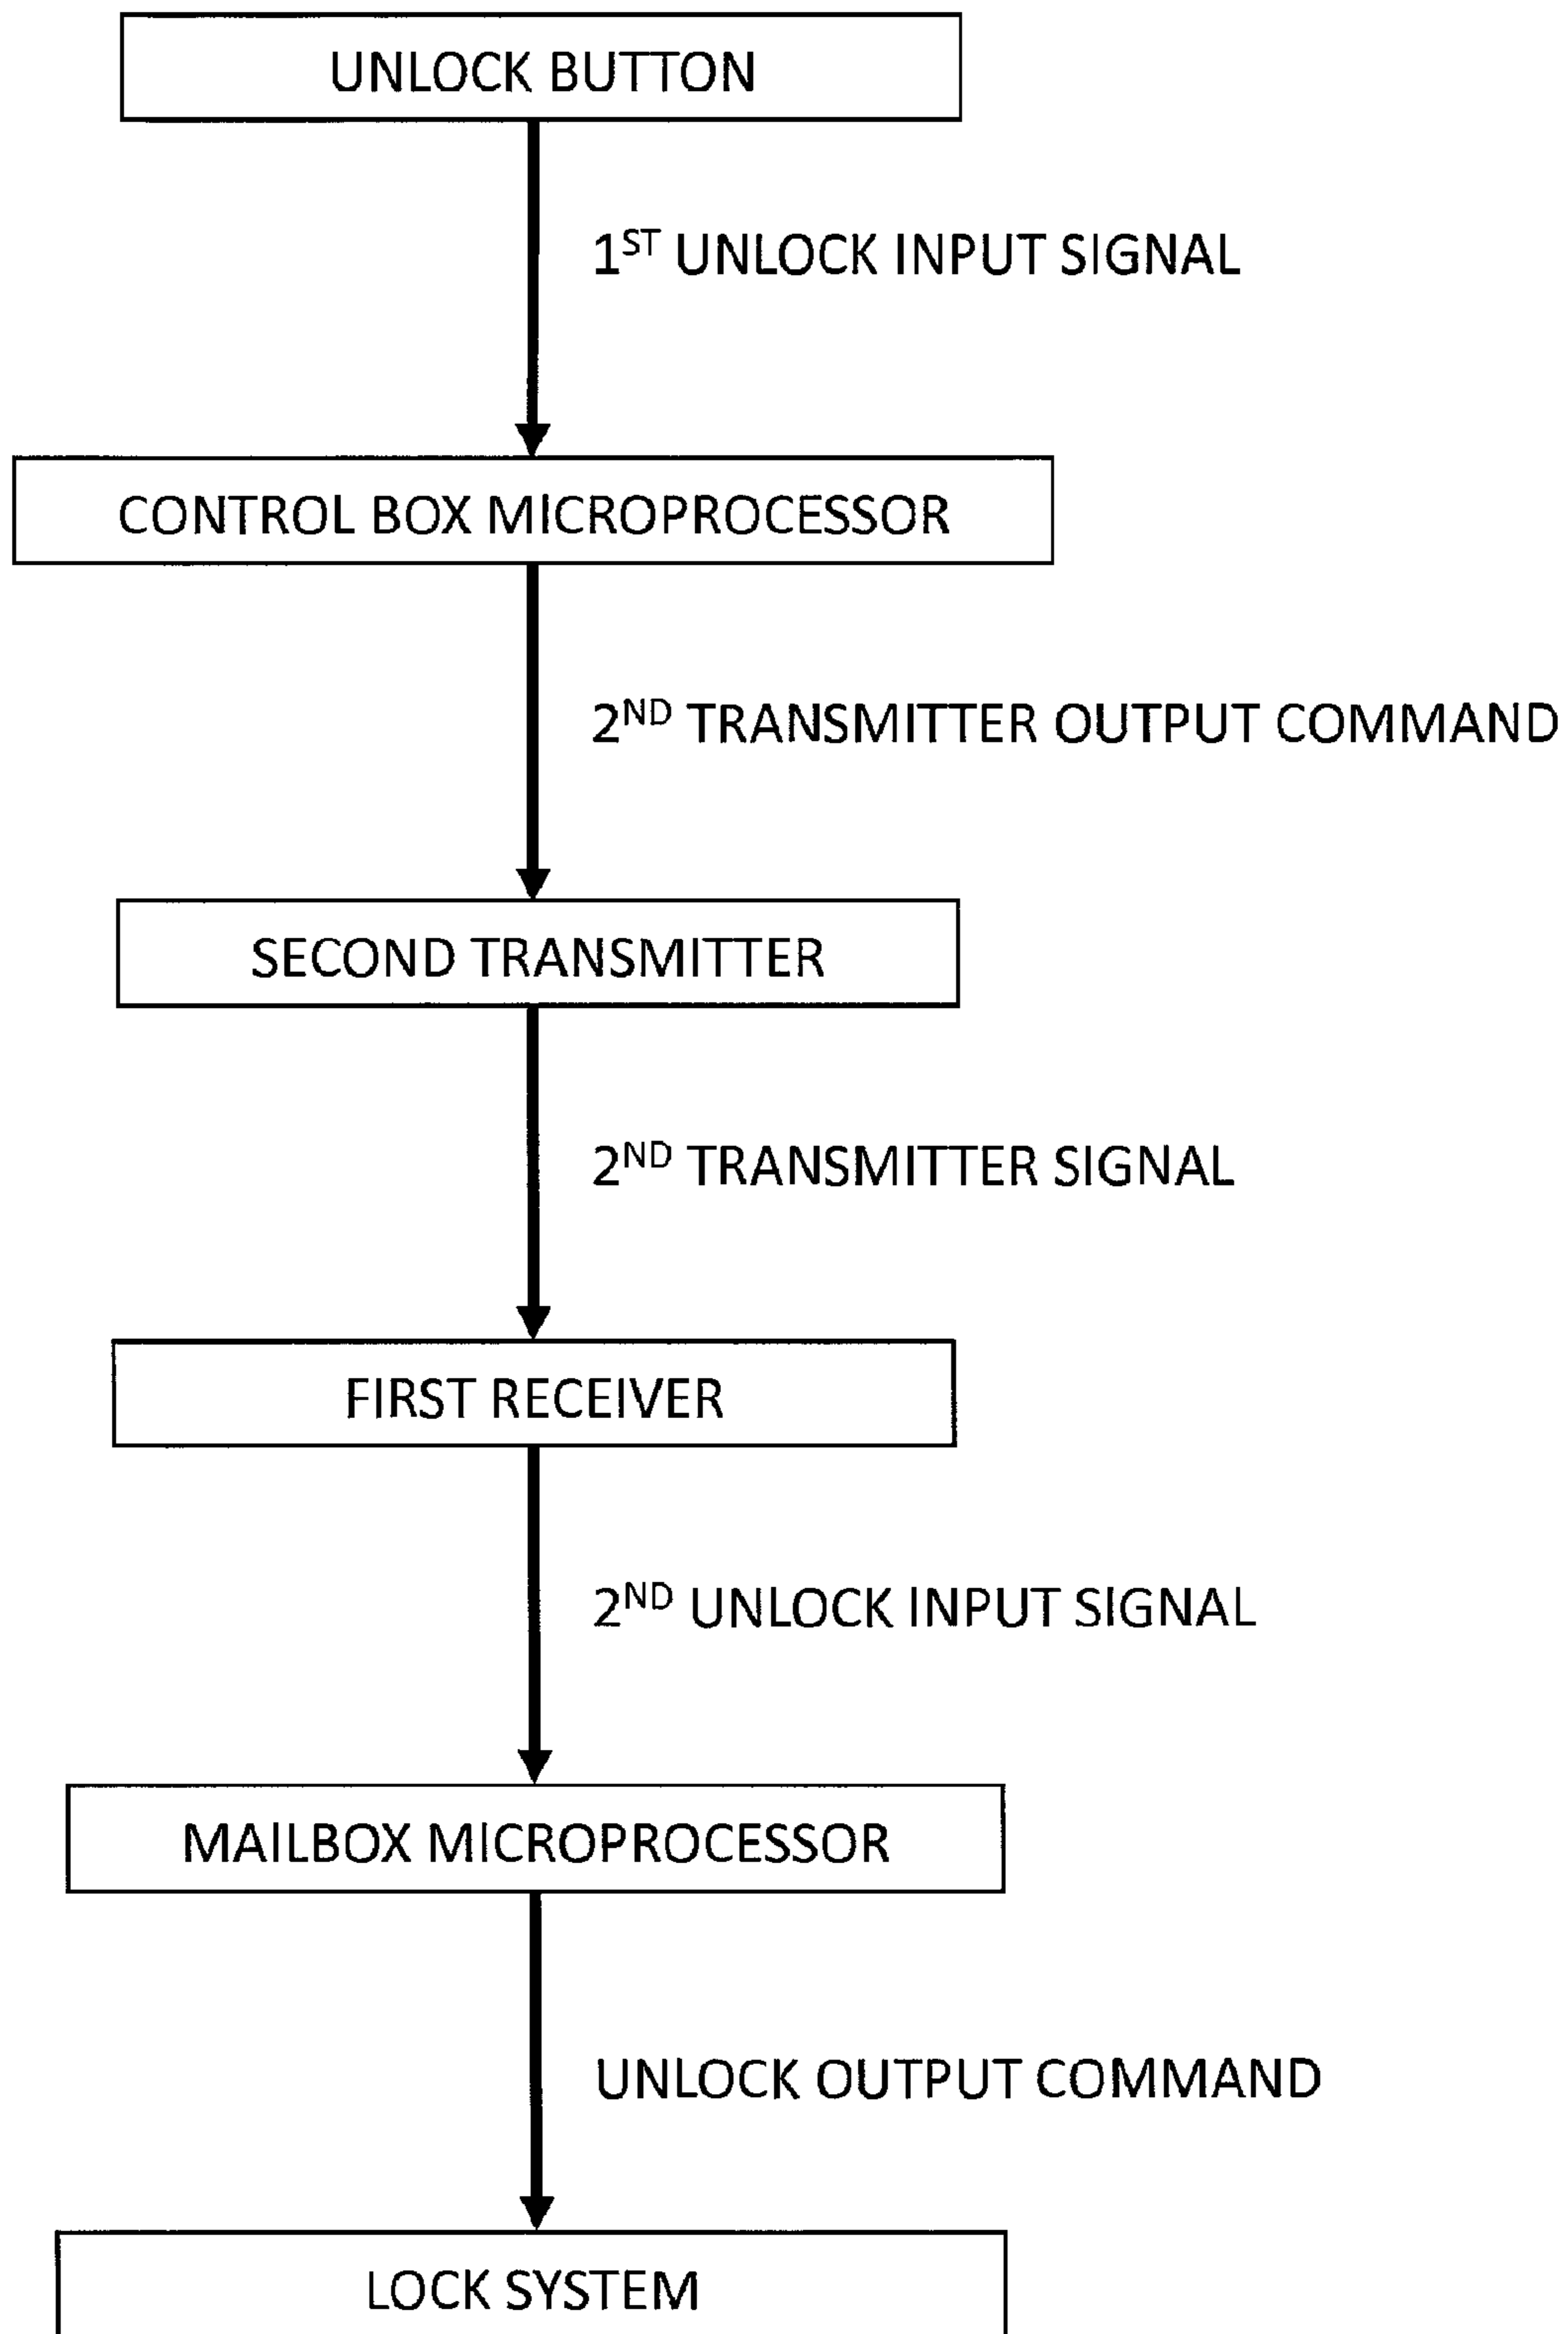 UNLOCK BUTTON
1ST UNLOCK INPUT SIGNAL
CONTROL BOX MICROPROCESSOR
2ND TRANSMITTER OUTPUT COMMAND
SECOND TRANSMITTER
2ND TRANSMITTER SIGNAL
FIRST RECEIVER
2ND UNLOCK INPUT SIGNAL
MAILBOX MICROPROCESSOR
UNLOCK OUTPUT COMMAND
LOCK SYSTEM